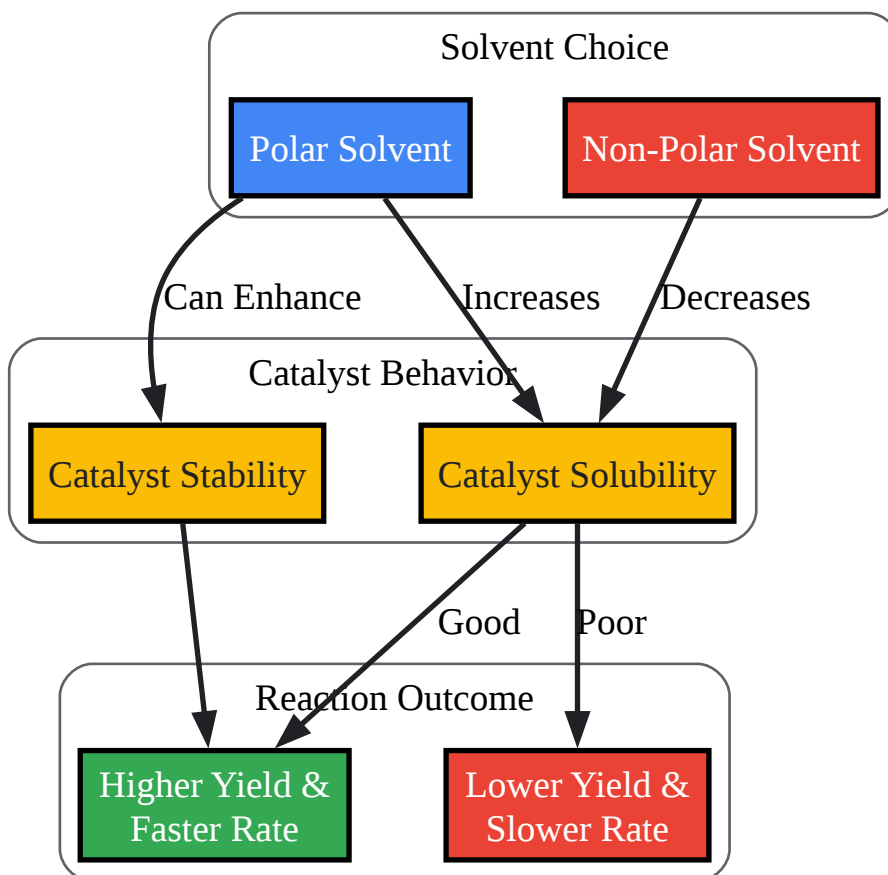 Solvent Choice
Polar Solvent
Non-Polar Solvent
Can Enhance
Increases
Decreases
Catalyst Behavior
Catalyst Stability
Catalyst Solubility
Good
Poor
Reaction Outcome
Higher Yield &
Faster Rate
Lower Yield &
Slower Rate